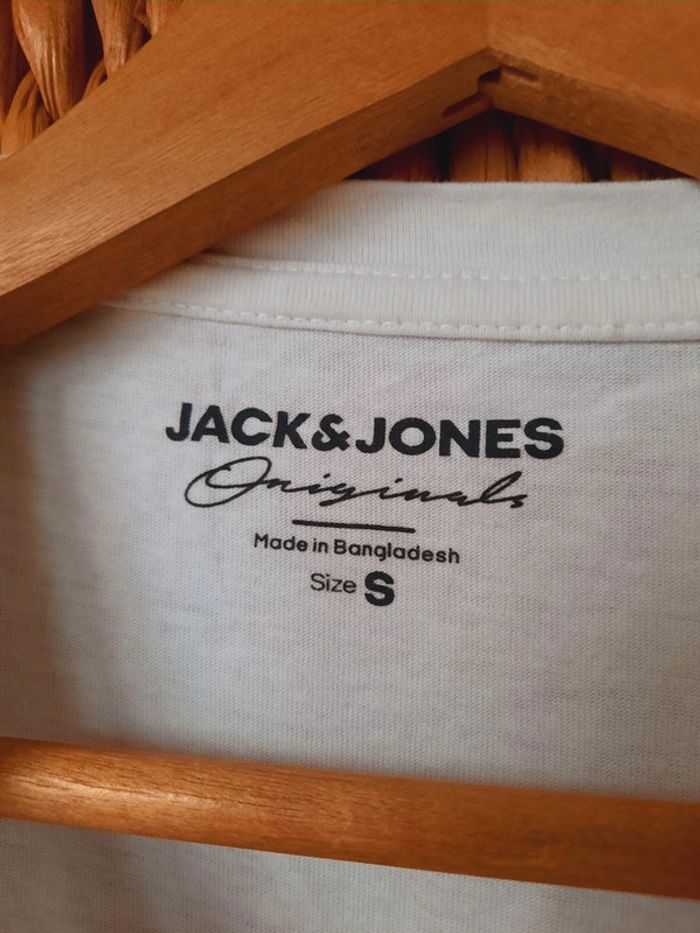 JACK&JONES
Originals
Made in Bangladesh
Size S